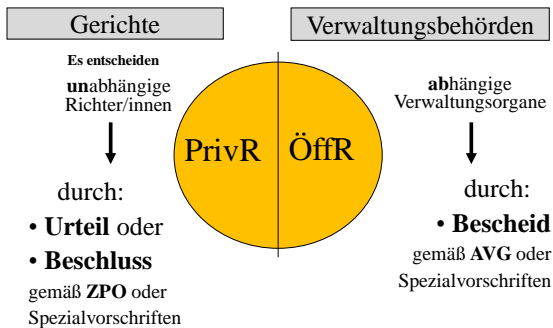 Gerichte
Es entscheiden
unabhängige
Richter/innen
durch:
• Urteil oder
• Beschluss
gemäß ZPO oder
Spezialvorschriften
PrivR
ÖffR
Verwaltungsbehörden
abhängige
Verwaltungsorgane
durch:
• Bescheid
gemäß AVG oder
Spezialvorschriften